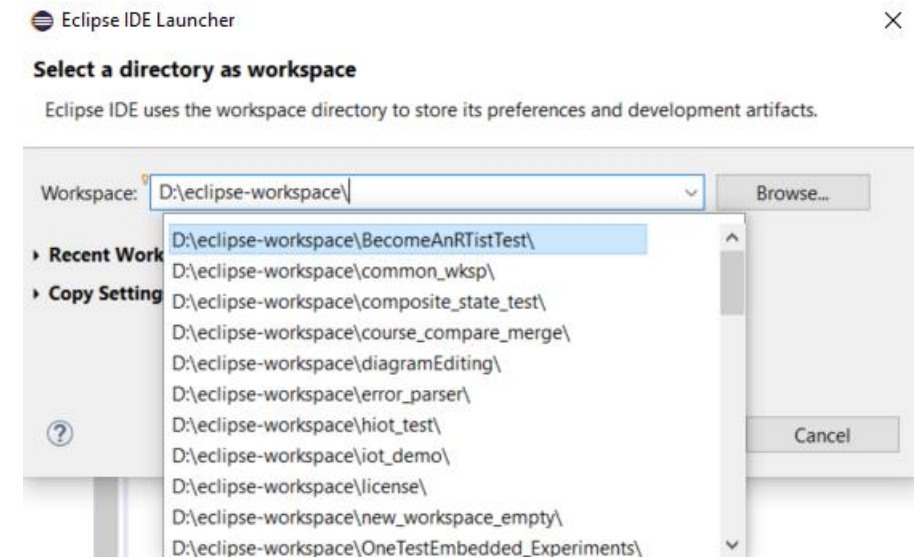 Eclipse IDE Launcher
Select a directory as workspace
Eclipse IDE uses the workspace directory to store its preferences and development artifacts.
Workspace: D:\eclipse-workspace\ Browse...
D:\eclipse-workspace\BecomeAnRTistTest\
Recent Work
D:\eclipse-workspace\common_wksp\
Copy Setting
D:\eclipse-workspace\composite_state_test\
D:\eclipse-workspace\course_compare_merge\
D:\eclipse-workspace\diagramEditing\
D:\eclipse-workspace\error_parser\
D:\eclipse-workspace\hiot_test\
Cancel
D:\eclipse-workspace\iot_demo\
D:\eclipse-workspace\license\
D:\eclipse-workspace\new_workspace_empty\
D:\eclipse-workspace\OneTestEmbedded_Experiments\